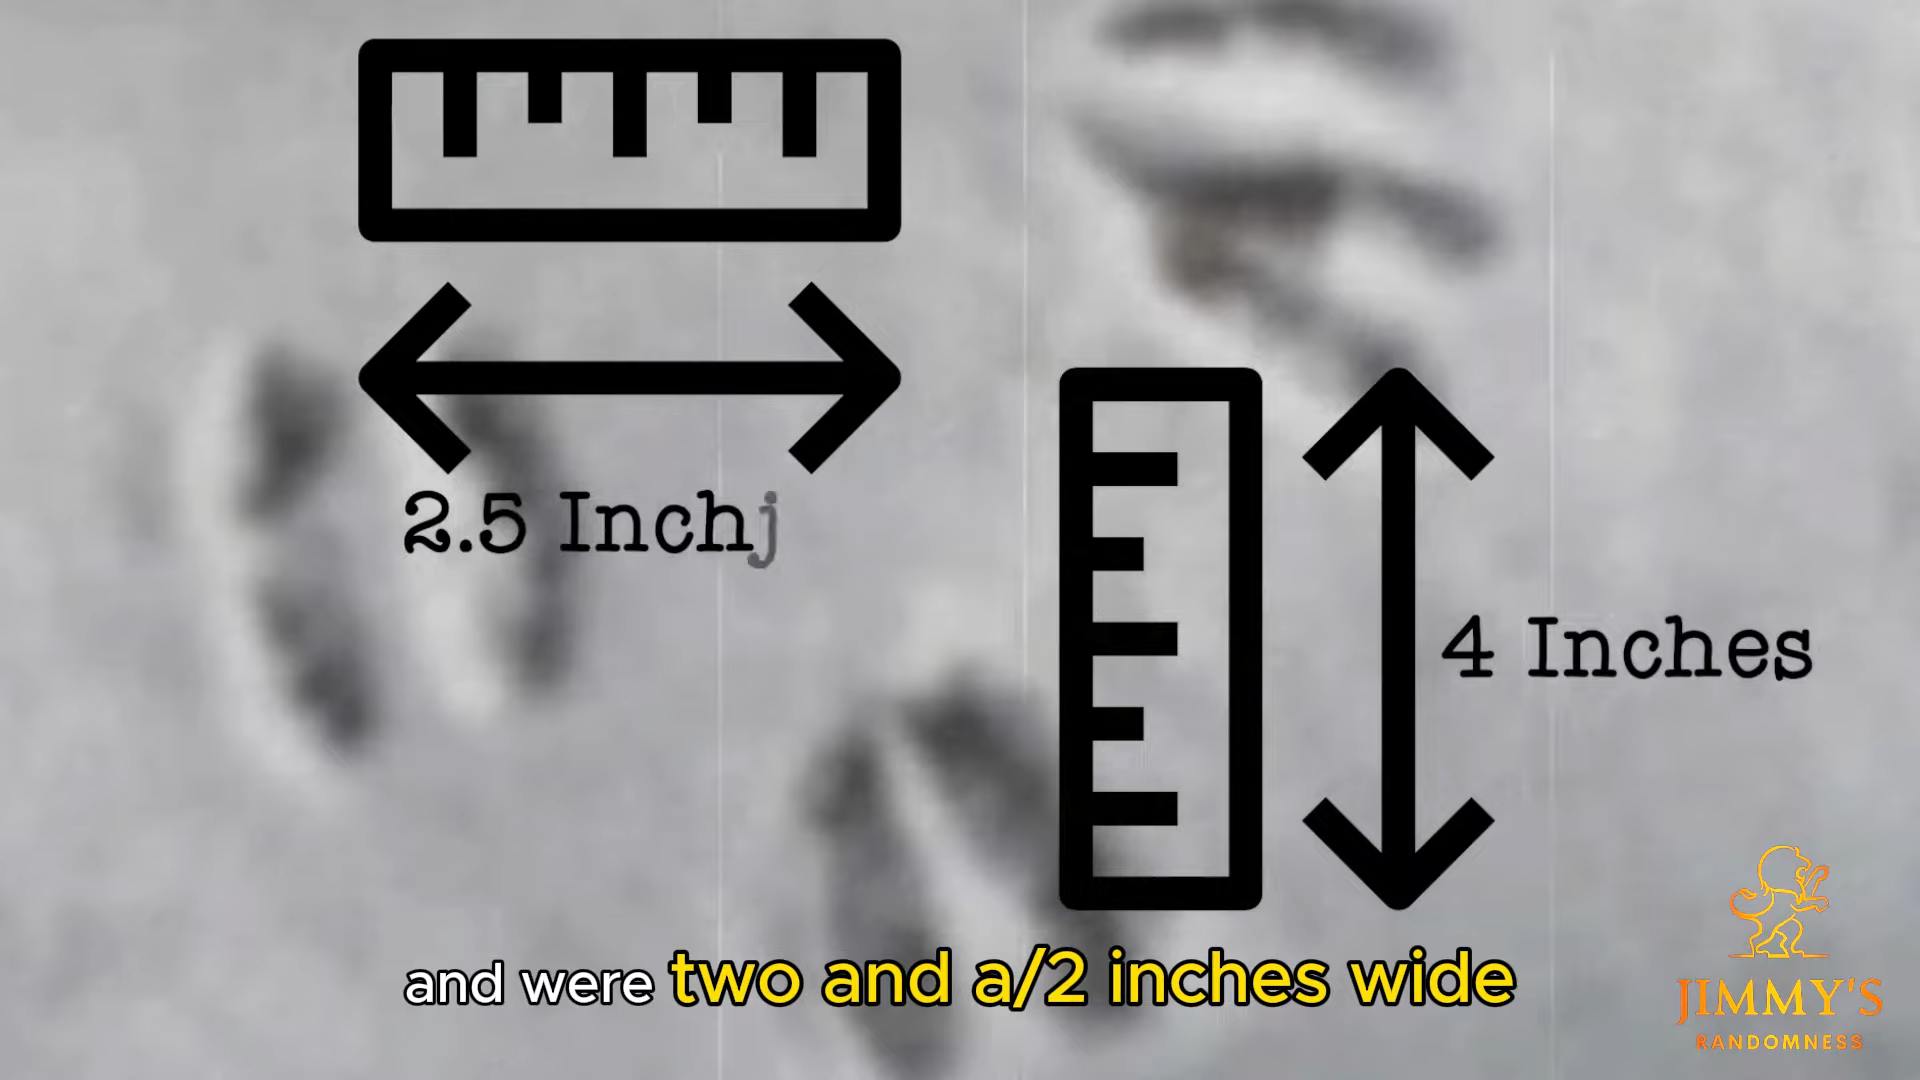 2.5 Inchj
4 Inches
and were two and a/2 inches wide
JIMMY'S
RANDOMNESS